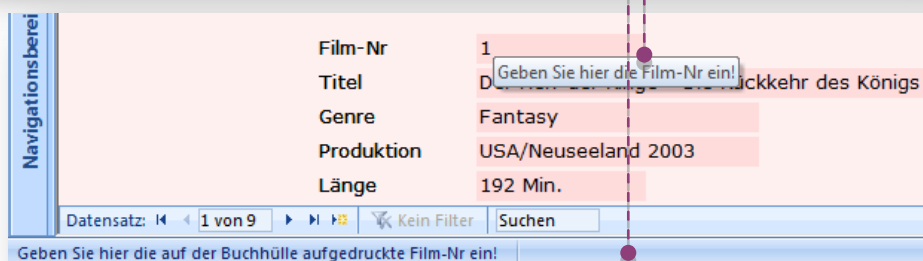 Navigationsberei
Film-Nr 1
Geben Sie hier die Film-Nr ein!
Titel Rückkehr des Königs
Genre Fantasy
Produktion USA/Neuseeland 2003
Länge 192 Min.
Datensatz: 1 von 9 Kein Filter Suchen
Geben Sie hier die auf der Buchhülle aufgedruckte Film-Nr ein!